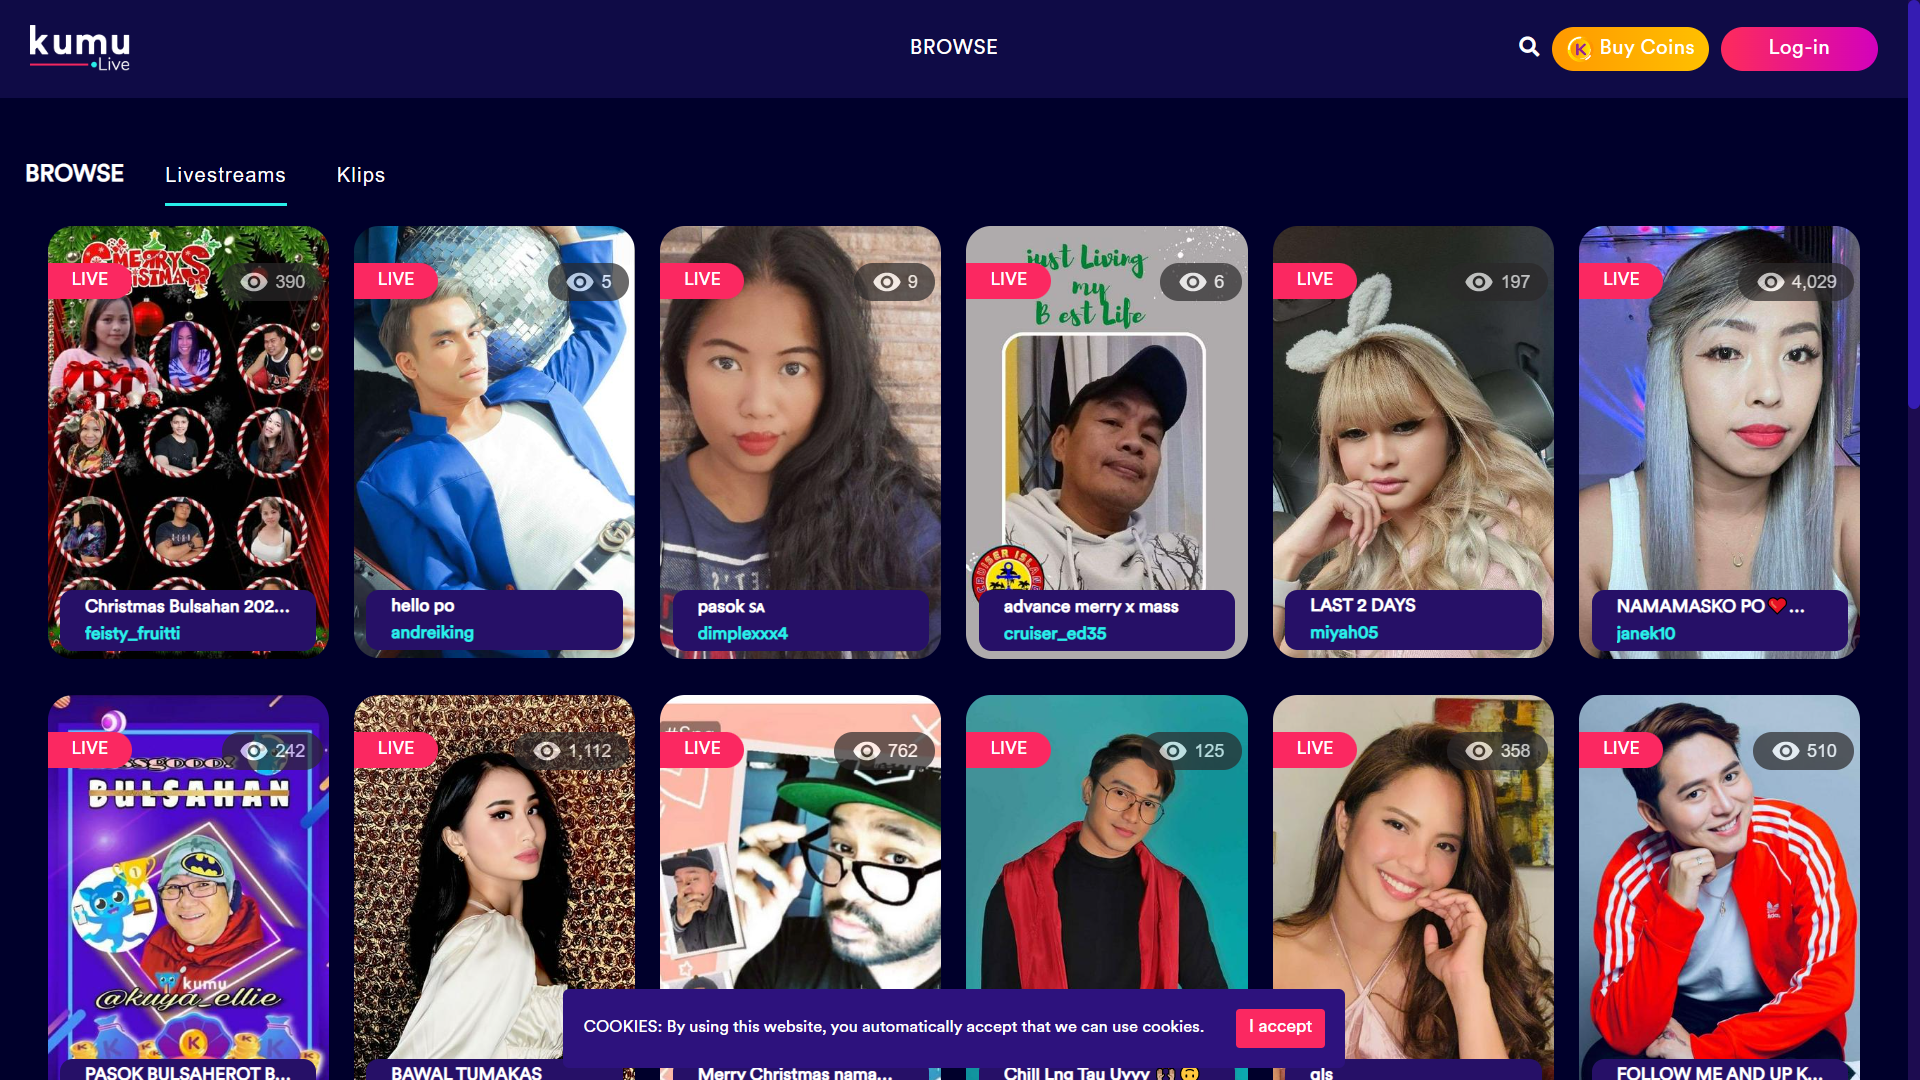 kumu
Live
BROWSE
Buy Coins
Log-in
BROWSE
Livestreams
Klips
MERRY
CHRISTMAS
LIVE
390
Christmas Bulsahan 202...
feisty_fruitti
LIVE
5
hello po
andreiking
LIVE
9
pasok SA
dimplexxx4
just Living
my
Best Life
LIVE
6
CRUISER ISLAND
advance merry x mass
cruiser_ed35
LIVE
197
LAST 2 DAYS
miyah05
LIVE
4,029
NAMAMASKO PO ❤️...
janek10
LIVE
242
BULSAHAN
kumu
@kuya_ellie
PASOK BULSAHEROT B...
LIVE
1,112
BAWAL TUMAKAS
LIVE
762
Merry Christmas nama...
LIVE
125
Chill Lng Tau Uyyy
LIVE
358
gls
LIVE
510
adidas
FOLLOW ME AND UP K...
COOKIES: By using this website, you automatically accept that we can use cookies.
I accept